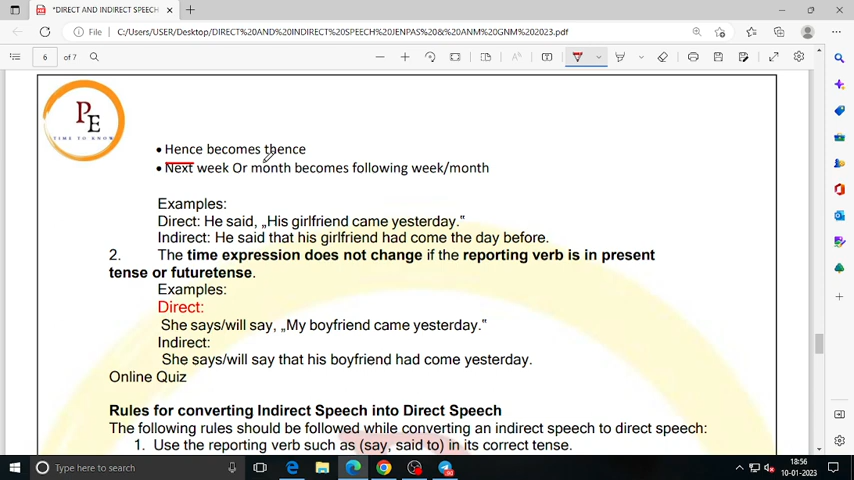 *DIRECT AND INDIRECT SPEECH
File
C:/Users/USER/Desktop/DIRECT%20AND%20INDIRECT%20SPEECH%20JENPAS%20&%20ANM%20GNM%202023.pdf
6 of 7
PE
TIME TO KNOW
• Hence becomes thence
• Next week Or month becomes following week/month
Examples:
Direct: He said, „His girlfriend came yesterday.‟
Indirect: He said that his girlfriend had come the day before.
2. The time expression does not change if the reporting verb is in present
tense or futuretense.
Examples:
Direct:
She says/will say, „My boyfriend came yesterday.‟
Indirect:
She says/will say that his boyfriend had come yesterday.
Online Quiz
Rules for converting Indirect Speech into Direct Speech
The following rules should be followed while converting an indirect speech to direct speech:
1. Use the reporting verb such as (say, said to) in its correct tense.
Type here to search
18:56
10-01-2023